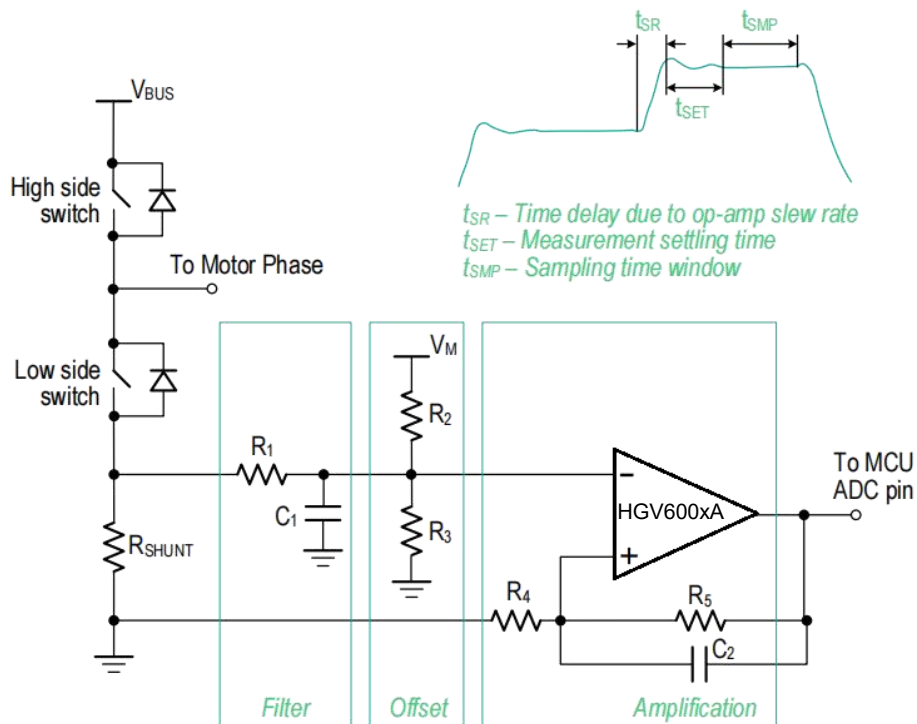 tSR
tSMP
tSET
VBUS
High side
switch
tSR – Time delay due to op-amp slew rate
tSET – Measurement settling time
tSMP – Sampling time window
To Motor Phase
Low side
switch
VM
R2
R1
C1
R3
−
HGV600xA
+
To MCU
ADC pin
RSHUNT
R4
R5
C2
Filter
Offset
Amplification